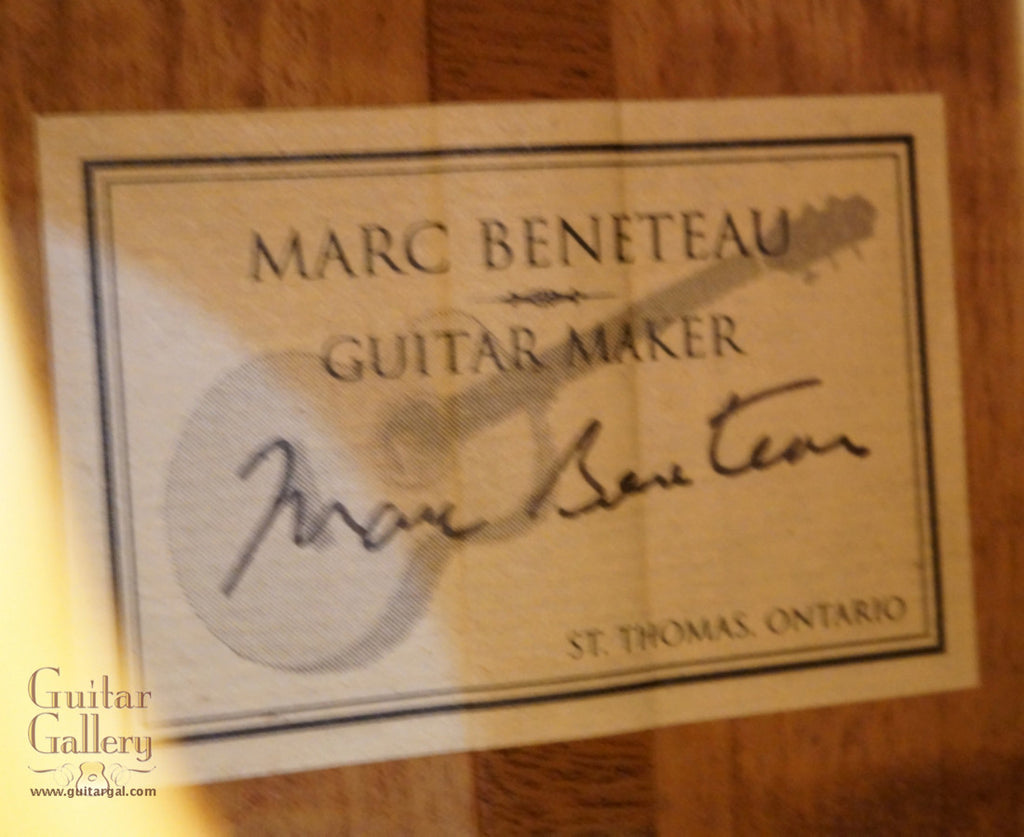 MARC BENETEAU
GUITAR MAKER
Marc Beneteau
ST. THOMAS, ONTARIO
Guitar
Gallery
www.guitargal.com